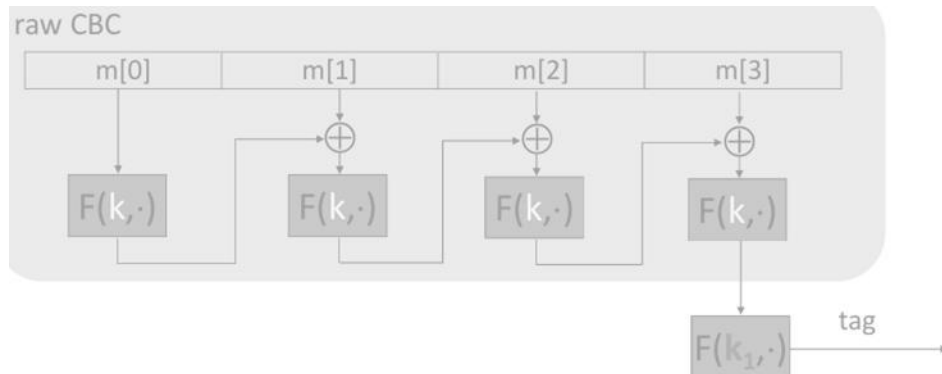 raw CBC
m[0] m[1] m[2] m[3]
F(k,·) F(k,·) F(k,·) F(k,·)
F(k₁,·) tag